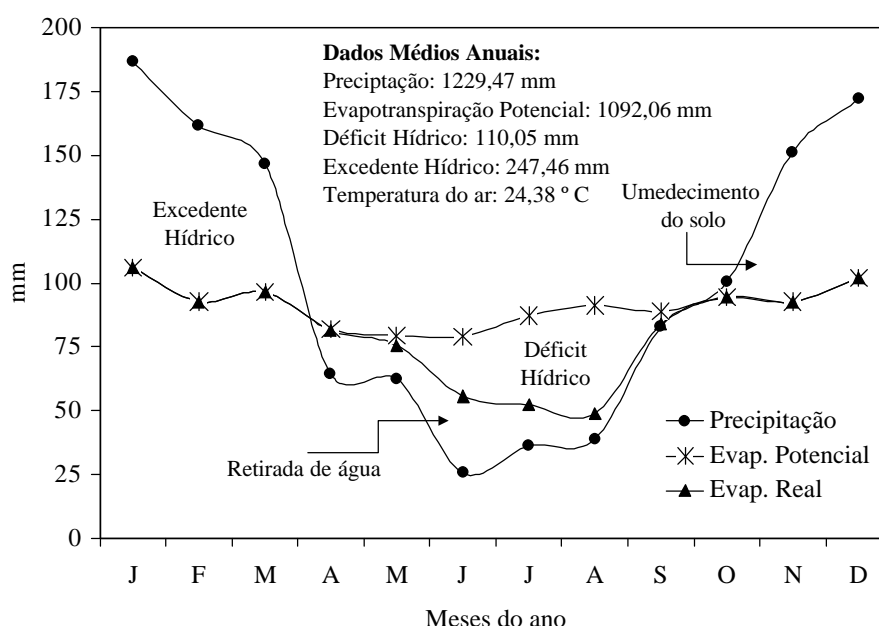 200
175
150
125
100
75
50
25
0
mm
Dados Médios Anuais:
Preciptação: 1229,47 mm
Evapotranspiração Potencial: 1092,06 mm
Déficit Hídrico: 110,05 mm
Excedente Hídrico: 247,46 mm
Temperatura do ar: 24,38 º C
Excedente
Hídrico
Umedecimento
do solo
Déficit
Hídrico
Retirada de água
Precipitação
Evap. Potencial
Evap. Real
J F M A M J J A S O N D
Meses do ano